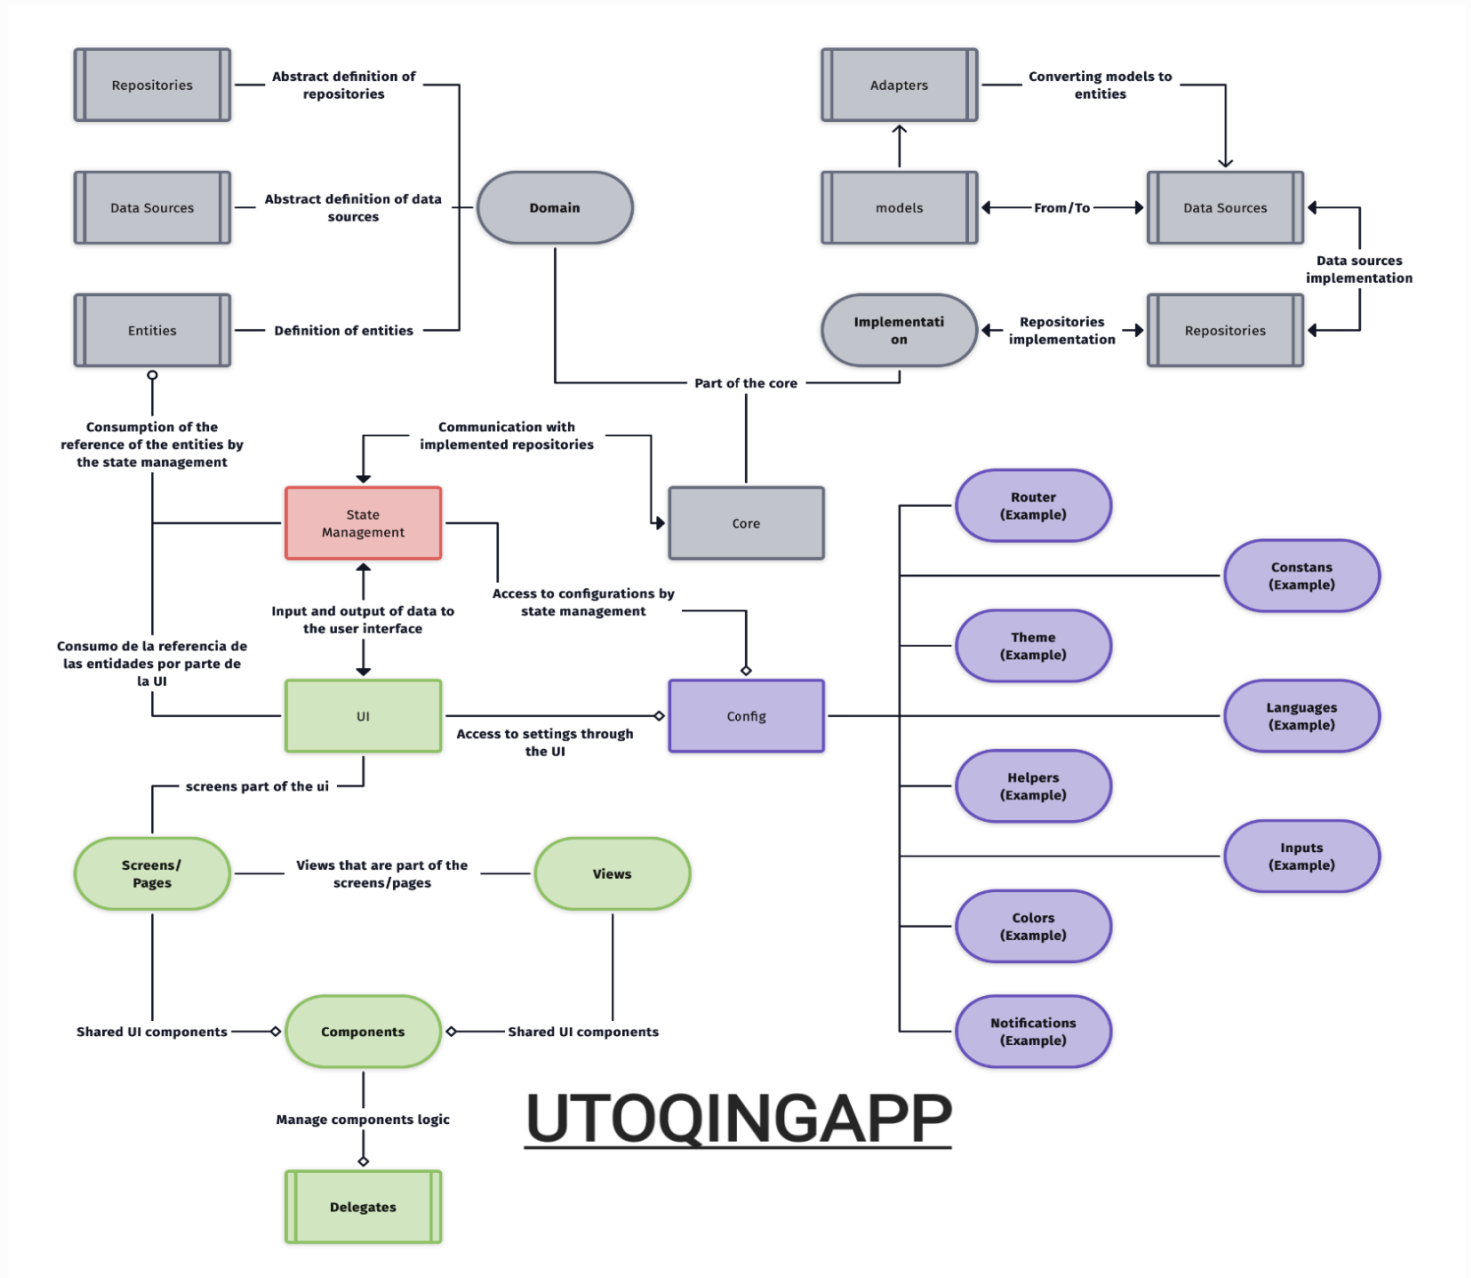 Repositories
Abstract definition of
repositories
Adapters
Converting models to
entities
Data Sources
Abstract definition of data
sources
Domain
models
From/To
Data Sources
Data sources
implementation
Entities
Definition of entities
Implementati
on
Repositories
implementation
Repositories
Part of the core
Consumption of the
reference of the entities by
the state management
Communication with
implemented repositories
State
Management
Core
Router
(Example)
Constans
(Example)
Input and output of data to
the user interface
Access to configurations by
state management
Theme
(Example)
Consumo de la referencia de
las entidades por parte de
la UI
UI
Access to settings through
the UI
Config
Languages
(Example)
screens part of the ui
Helpers
(Example)
Screens/
Pages
Views that are part of the
screens/pages
Views
Inputs
(Example)
Colors
(Example)
Shared UI components
Components
Shared UI components
Notifications
(Example)
Manage components logic
UTOQINGAPP
Delegates